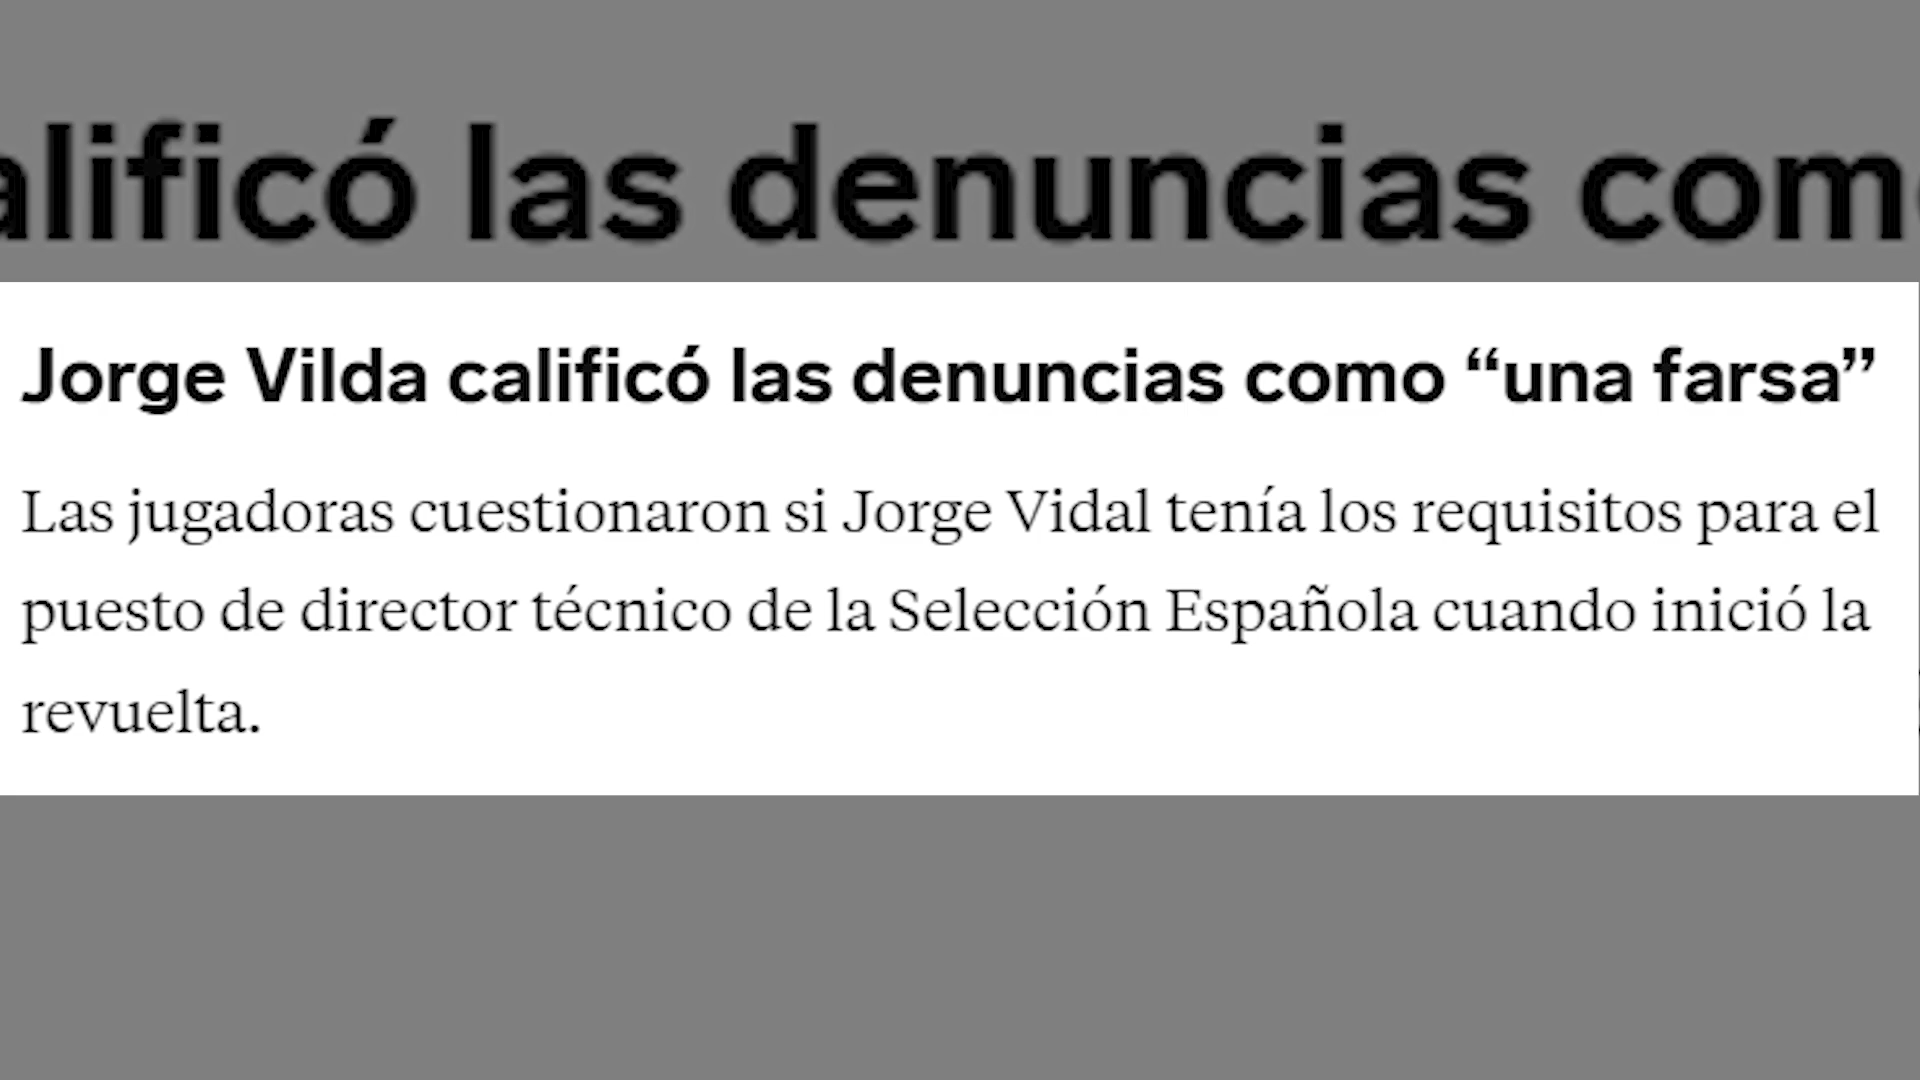 alificó las denuncias como
Jorge Vilda calificó las denuncias como “una farsa”
Las jugadoras cuestionaron si Jorge Vidal tenía los requisitos para el
puesto de director técnico de la Selección Española cuando inició la
revuelta.